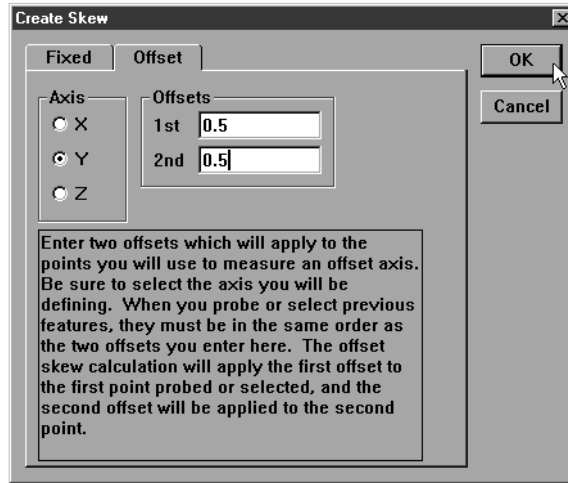 Create Skew
Fixed Offset
OK
Cancel
Axis
X
Y
Z
Offsets
1st 0.5
2nd 0.5
Enter two offsets which will apply to the
points you will use to measure an offset axis.
Be sure to select the axis you will be
defining. When you probe or select previous
features, they must be in the same order as
the two offsets you enter here. The offset
skew calculation will apply the first offset to
the first point probed or selected, and the
second offset will be applied to the second
point.